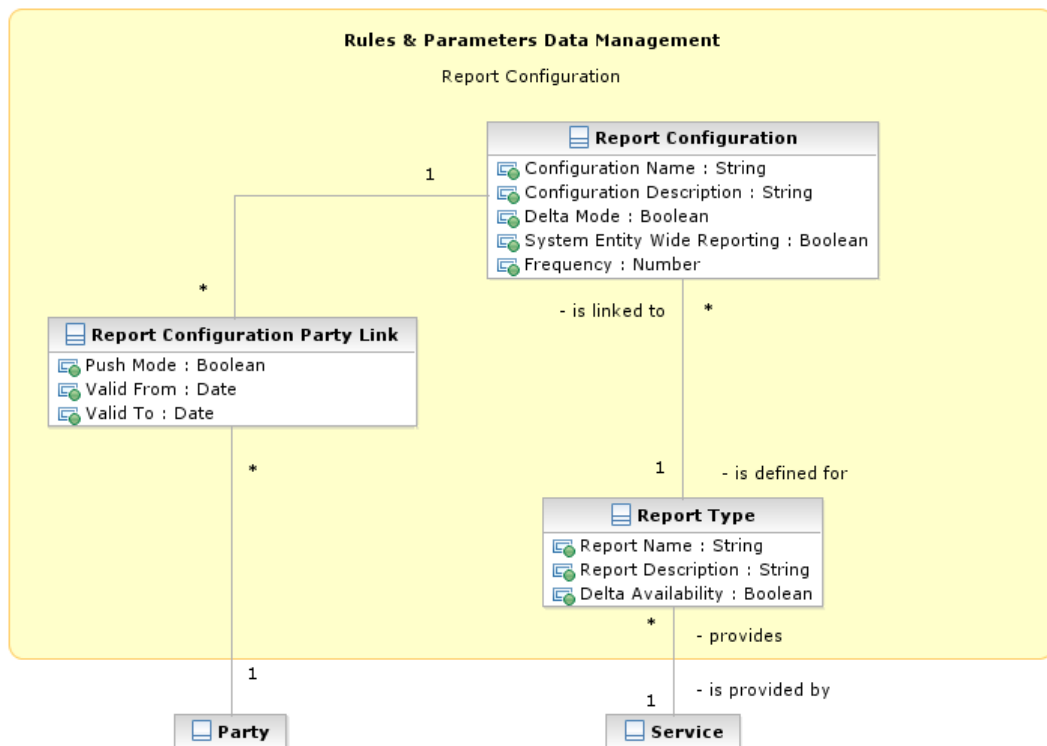 Rules & Parameters Data Management
Report Configuration
Report Configuration
Configuration Name : String
Configuration Description : String
Delta Mode : Boolean
System Entity Wide Reporting : Boolean
Frequency : Number
1
*
- is linked to
*
Report Configuration Party Link
Push Mode : Boolean
Valid From : Date
Valid To : Date
*
1
- is defined for
Report Type
Report Name : String
Report Description : String
Delta Availability : Boolean
*
- provides
1
- is provided by
1
Party
Service